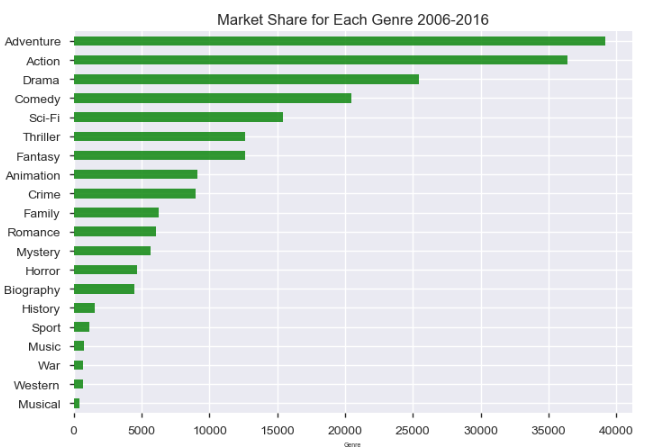 Market Share for Each Genre 2006-2016
Adventure
Action
Drama
Comedy
Sci-Fi
Thriller
Fantasy
Animation
Crime
Family
Romance
Mystery
Horror
Biography
History
Sport
Music
War
Western
Musical
0 5000 10000 15000 20000 25000 30000 35000 40000
Genre